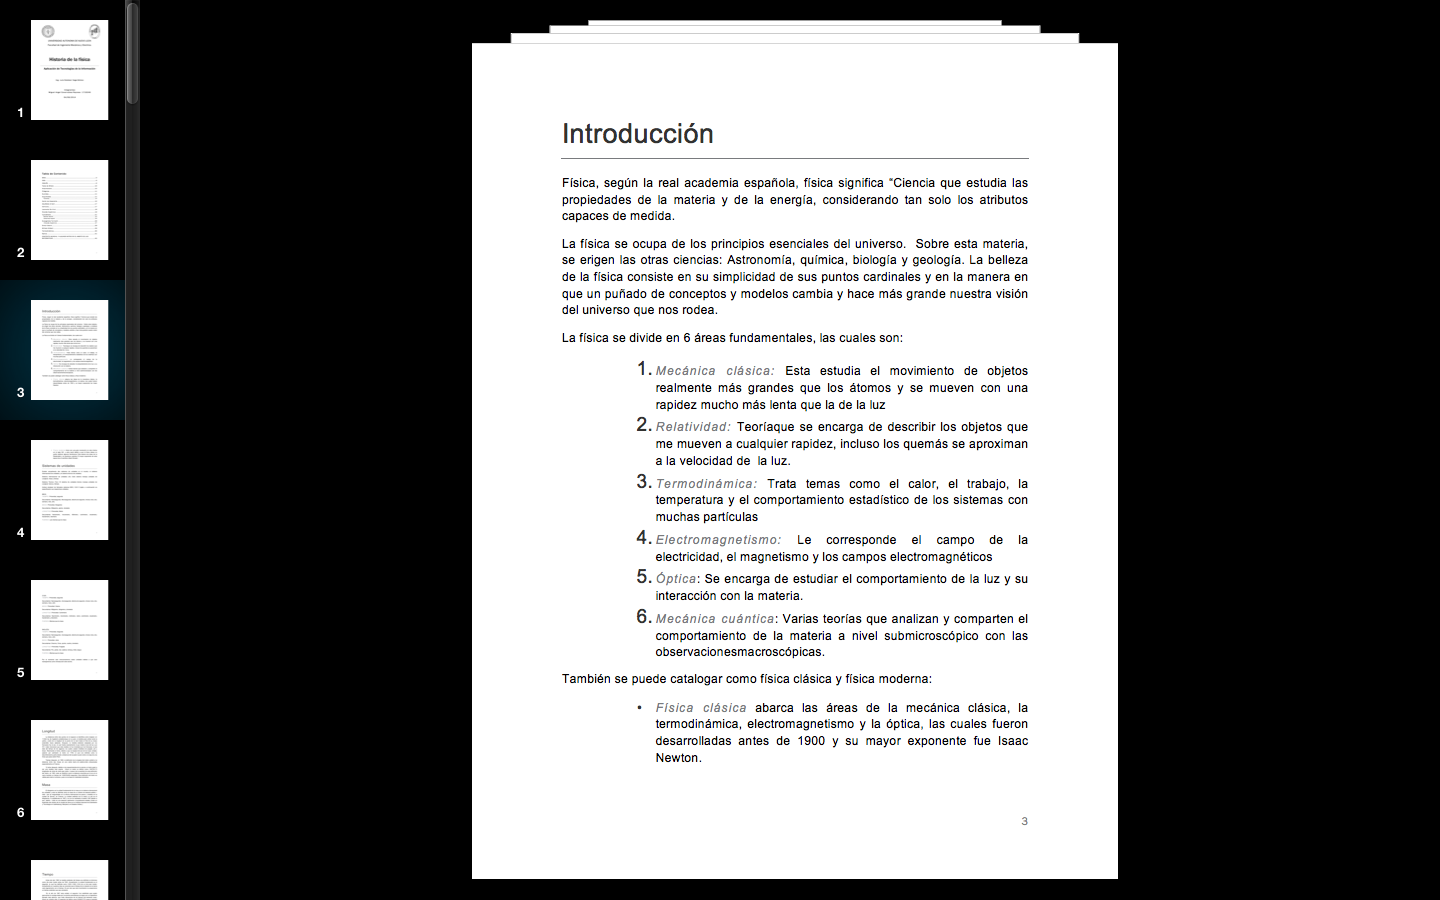 1
Historia de la física
2
3
4
5
6
Introducción
Física, según la real academia española, física significa “Ciencia que estudia las
propiedades de la materia y de la energía, considerando tan solo los atributos
capaces de medida.
La física se ocupa de los principios esenciales del universo.  Sobre esta materia,
se erigen las otras ciencias: Astronomía, química, biología y geología. La belleza
de la física consiste en su simplicidad de sus puntos cardinales y en la manera en
que un puñado de conceptos y modelos cambia y hace más grande nuestra visión
del universo que nos rodea.
La física se divide en 6 áreas fundamentales, las cuales son:
1. Mecánica clásica: Esta estudia el movimiento de objetos
realmente más grandes que los átomos y se mueven con una
rapidez mucho más lenta que la de la luz
2. Relatividad: Teoríaque se encarga de describir los objetos que
me mueven a cualquier rapidez, incluso los quemás se aproximan
a la velocidad de la luz.
3. Termodinámica: Trata temas como el calor, el trabajo, la
temperatura y el comportamiento estadístico de los sistemas con
muchas partículas
4. Electromagnetismo: Le corresponde el campo de la
electricidad, el magnetismo y los campos electromagnéticos
5. Óptica: Se encarga de estudiar el comportamiento de la luz y su
interacción con la materia.
6. Mecánica cuántica: Varias teorías que analizan y comparten el
comportamiento de la materia a nivel submicroscópico con las
observacionesmacroscópicas.
También se puede catalogar como física clásica y física moderna:
• Física clásica abarca las áreas de la mecánica clásica, la
termodinámica, electromagnetismo y la óptica, las cuales fueron
desarrolladas antes de 1900 y su mayor exponente fue Isaac
Newton.
3